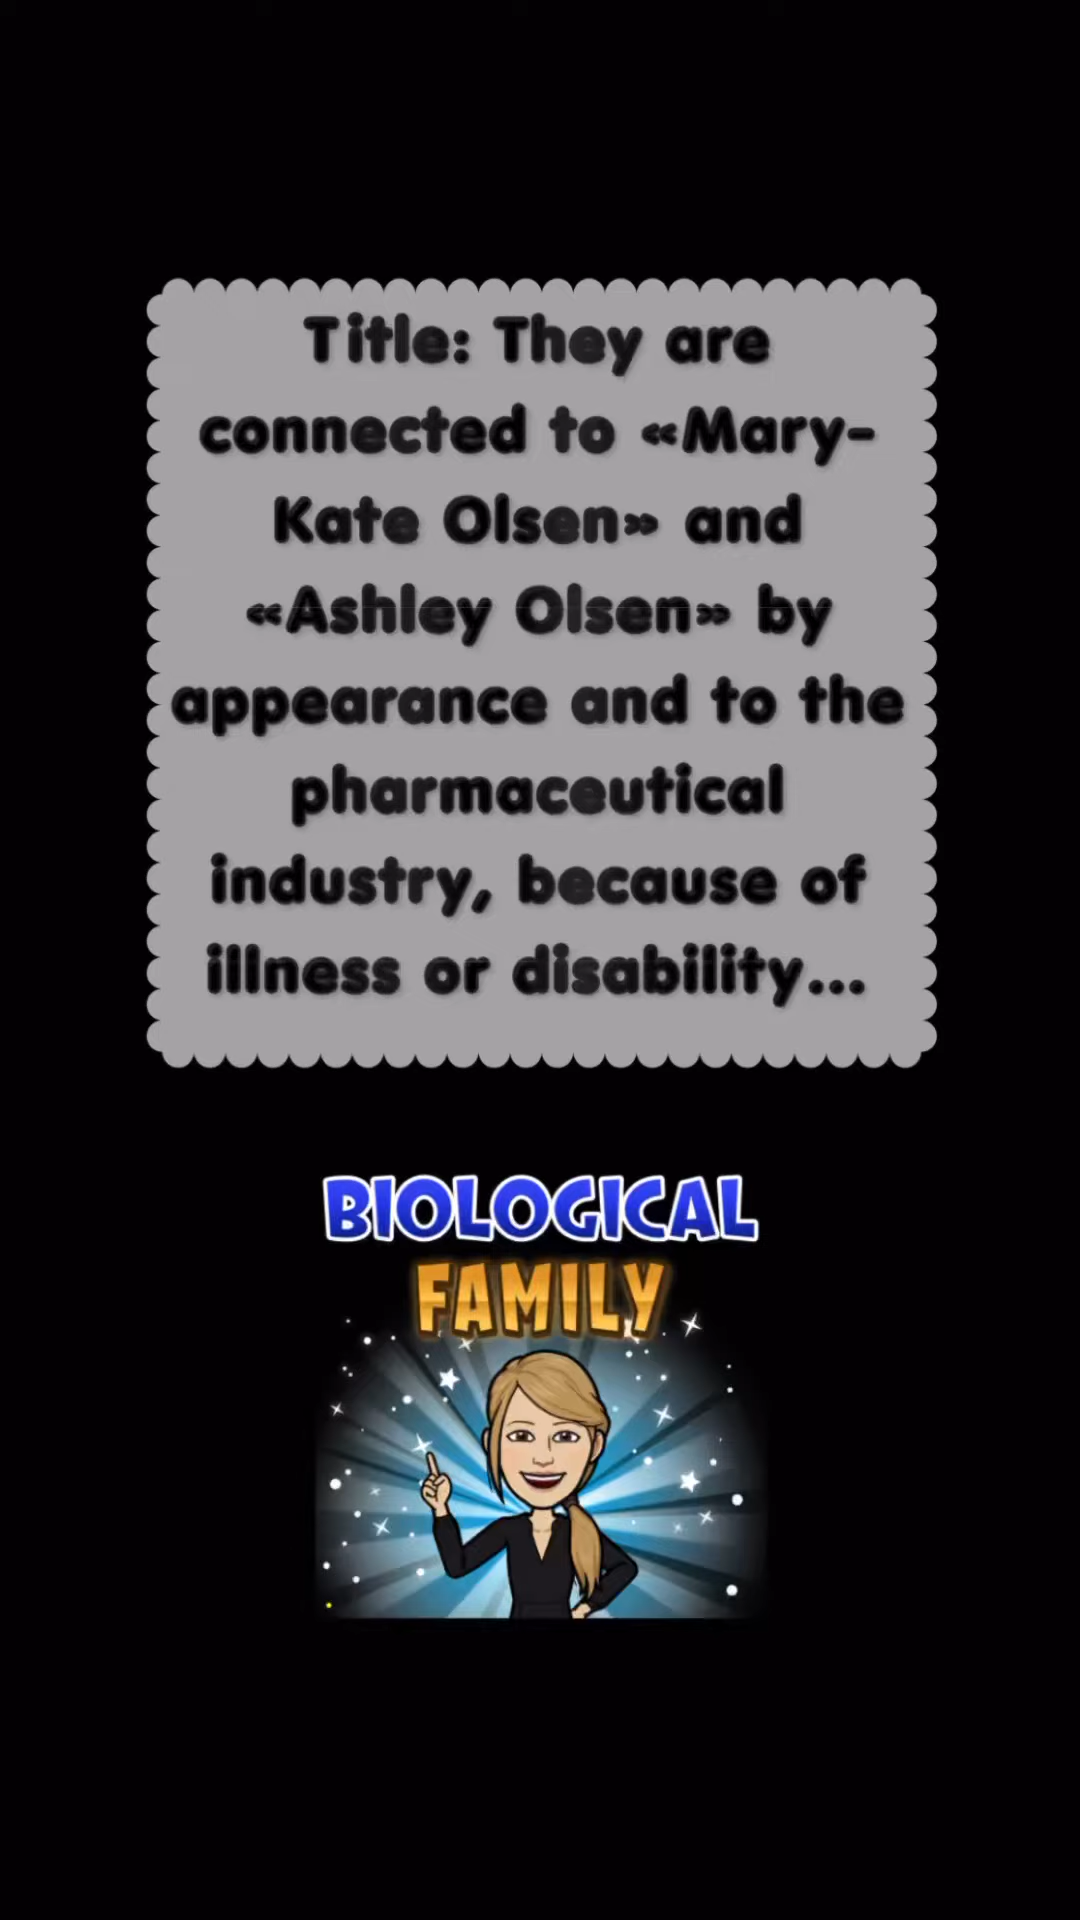 Title: They are
connected to «Mary-
Kate Olsen» and
«Ashley Olsen» by
appearance and to the
pharmaceutical
industry, because of
illness or disability...
BIOLOGICAL
FAMILY